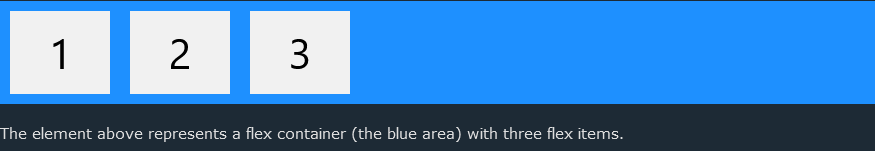 1 2 3
The element above represents a flex container (the blue area) with three flex items.